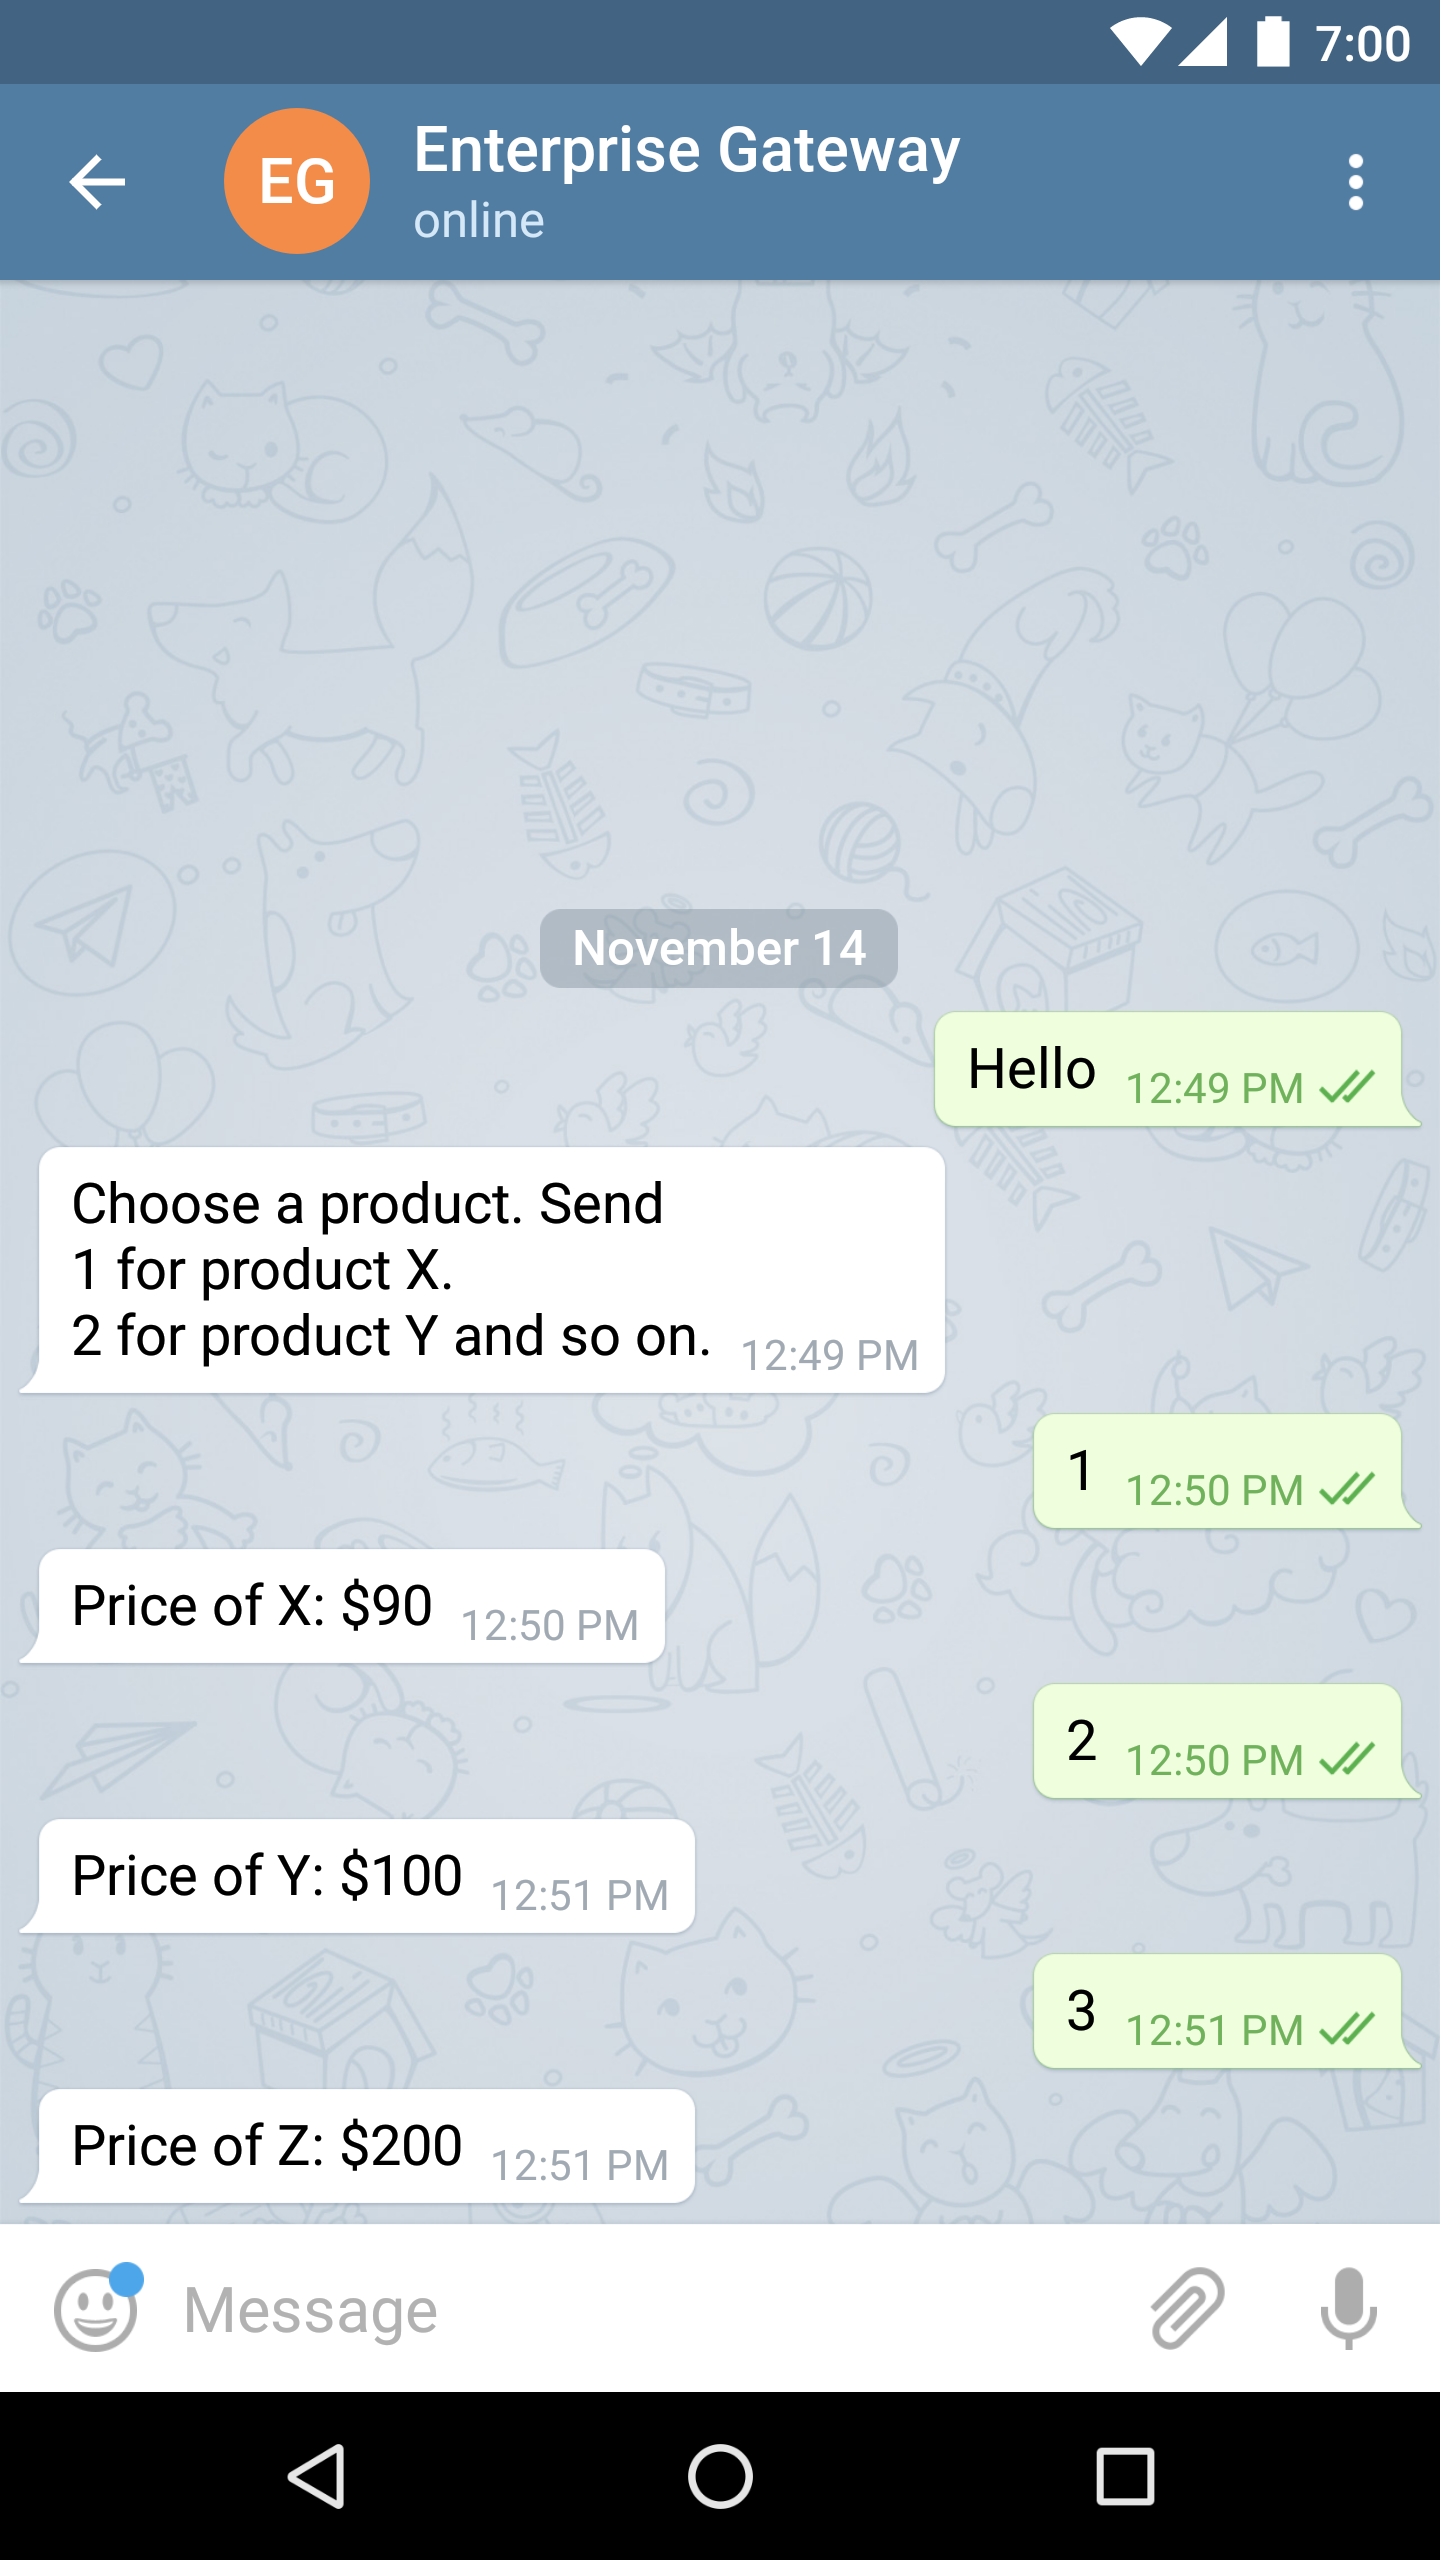 7:00
EG
Enterprise Gateway
online
November 14
Hello 12:49 PM
Choose a product. Send
1 for product X.
2 for product Y and so on. 12:49 PM
1 12:50 PM
Price of X: $90 12:50 PM
2 12:50 PM
Price of Y: $100 12:51 PM
3 12:51 PM
Price of Z: $200 12:51 PM
Message